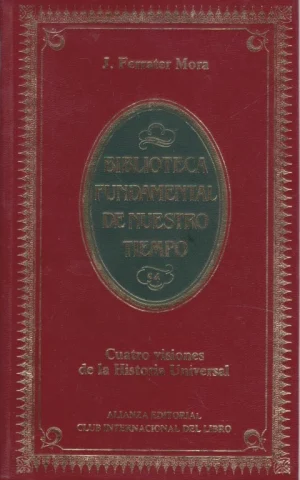 J. Ferrater Mora
BIBLIOTECA
FUNDAMENTAL
DE NUESTRO
TIEMPO
Cuatro visiones
de la Historia Universal
ALIANZA EDITORIAL
CLUB INTERNACIONAL DEL LIBRO